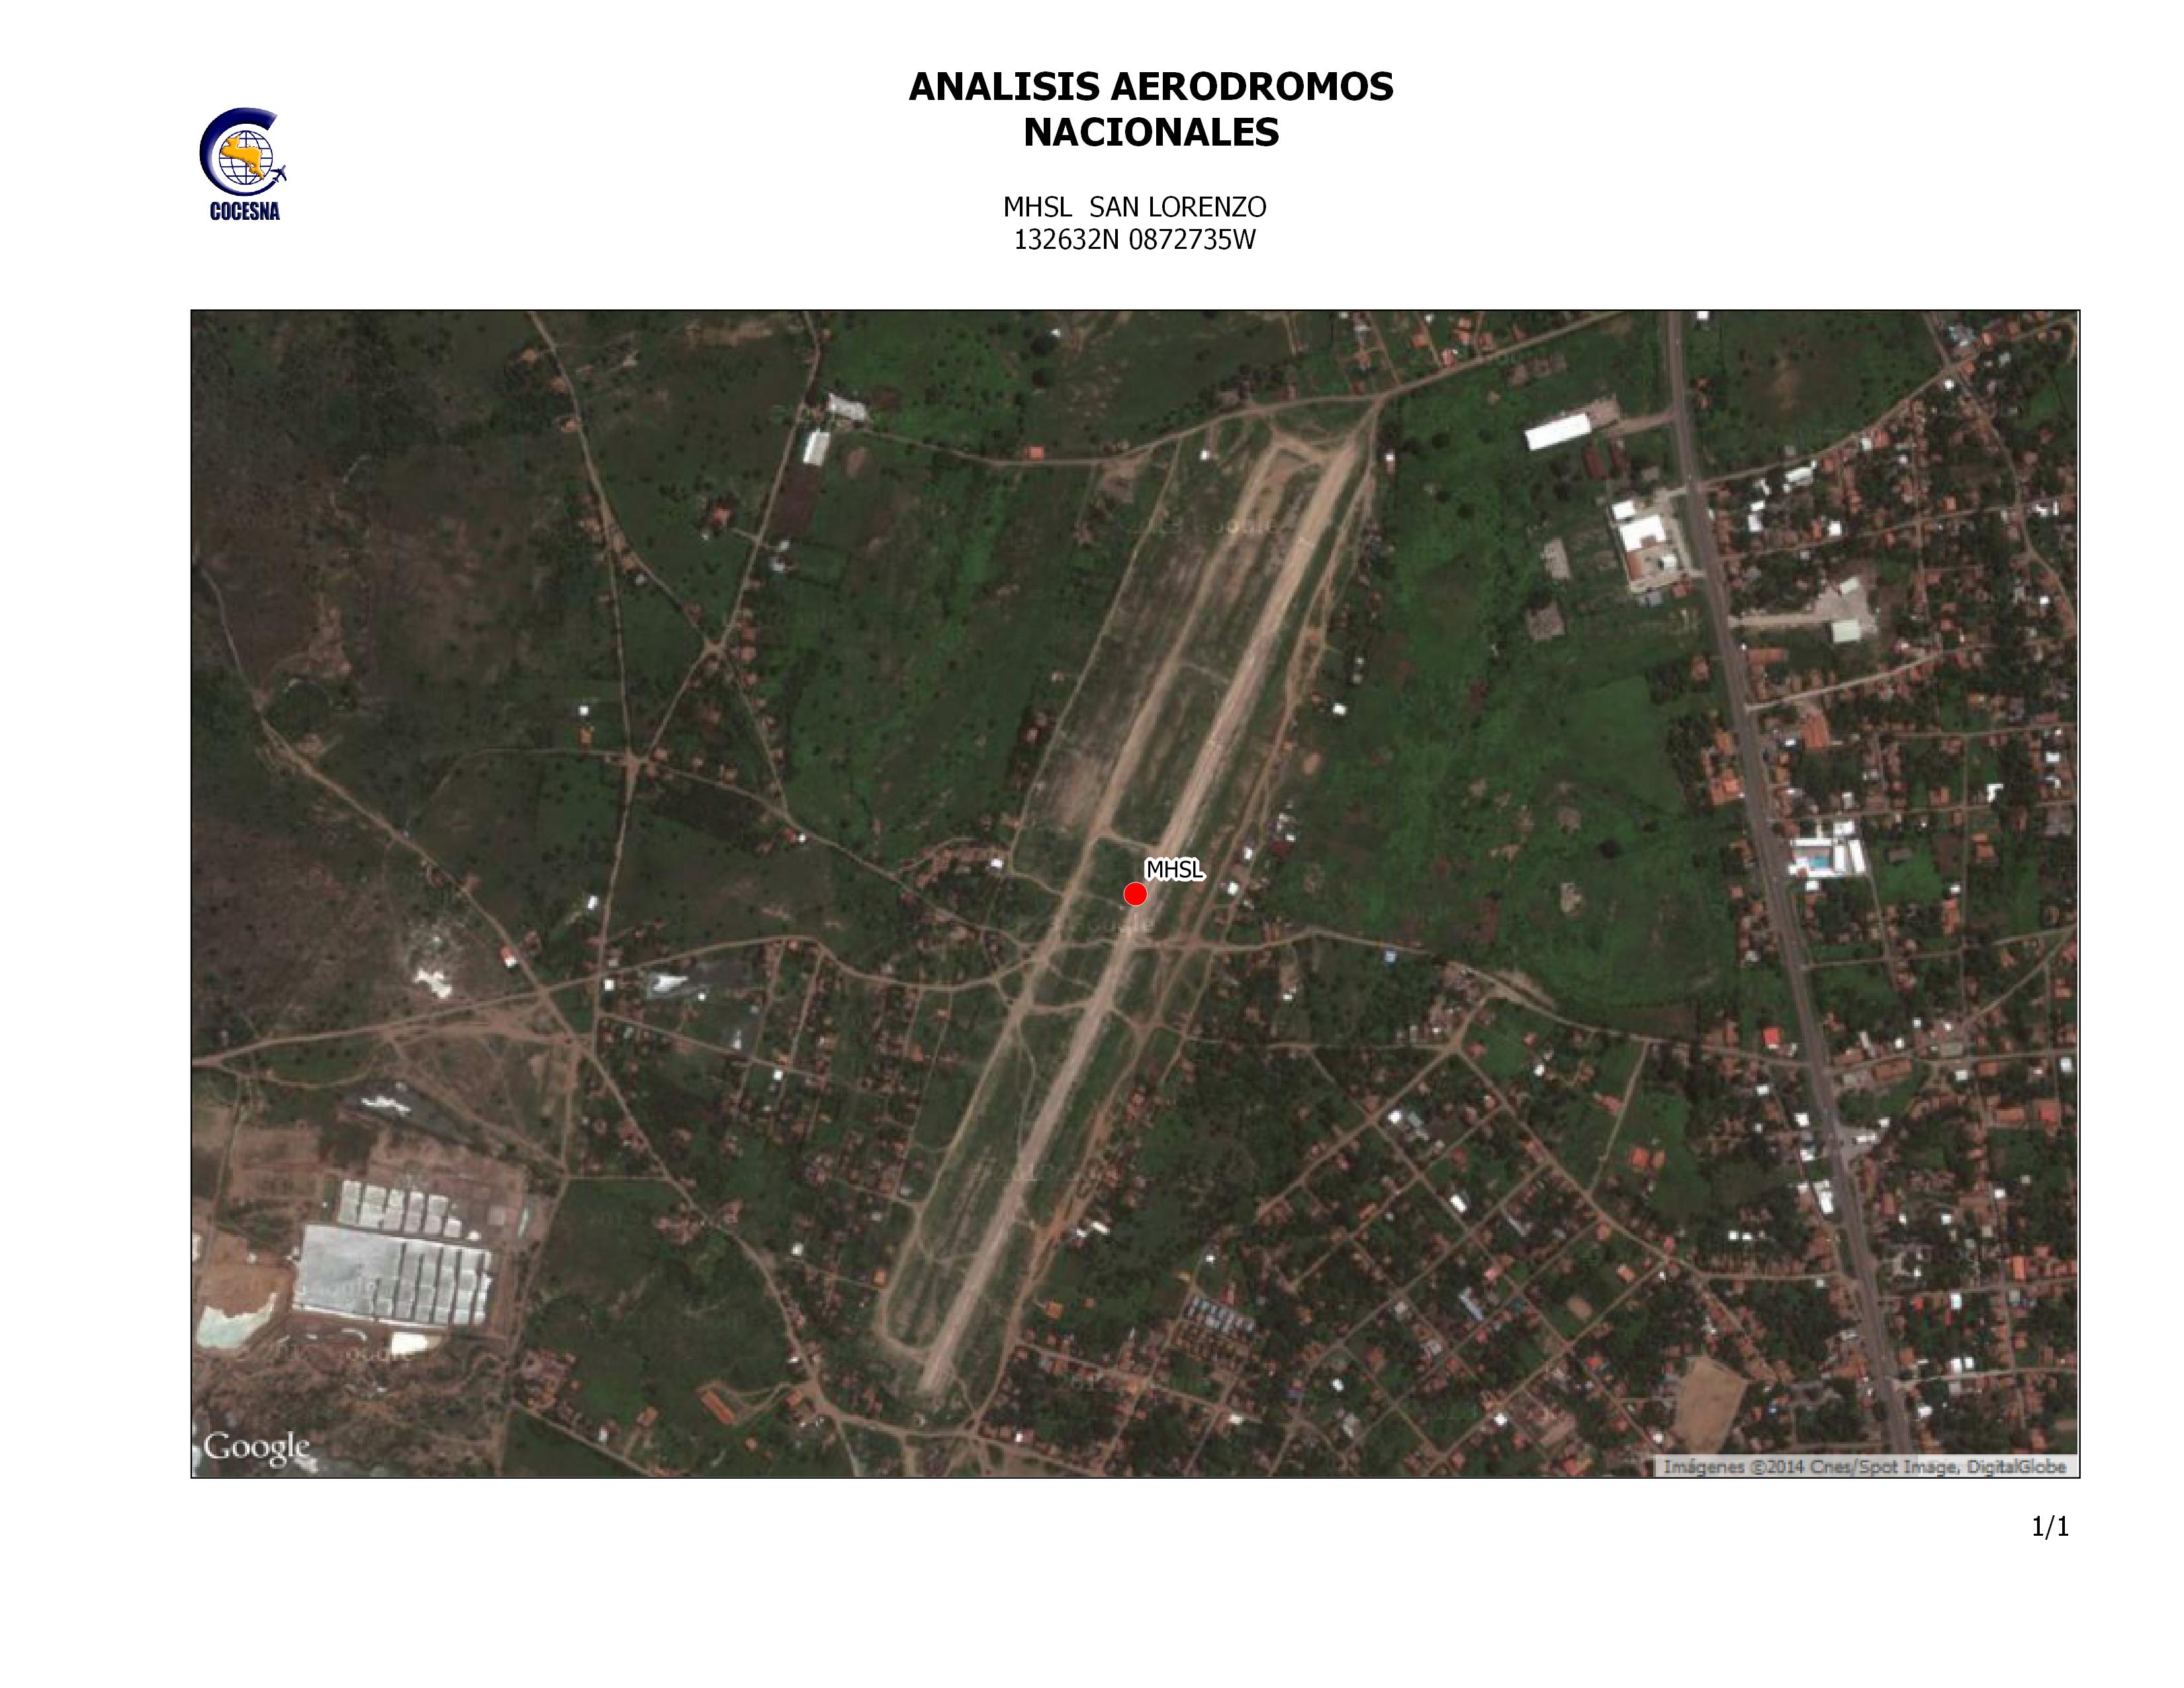 ANALISIS AERODROMOS
NACIONALES
COCESNA
MHSL SAN LORENZO
132632N 0872735W
MHSL
Google
Imágenes ©2014 Cnes/Spot Image, DigitalGlobe
1/1